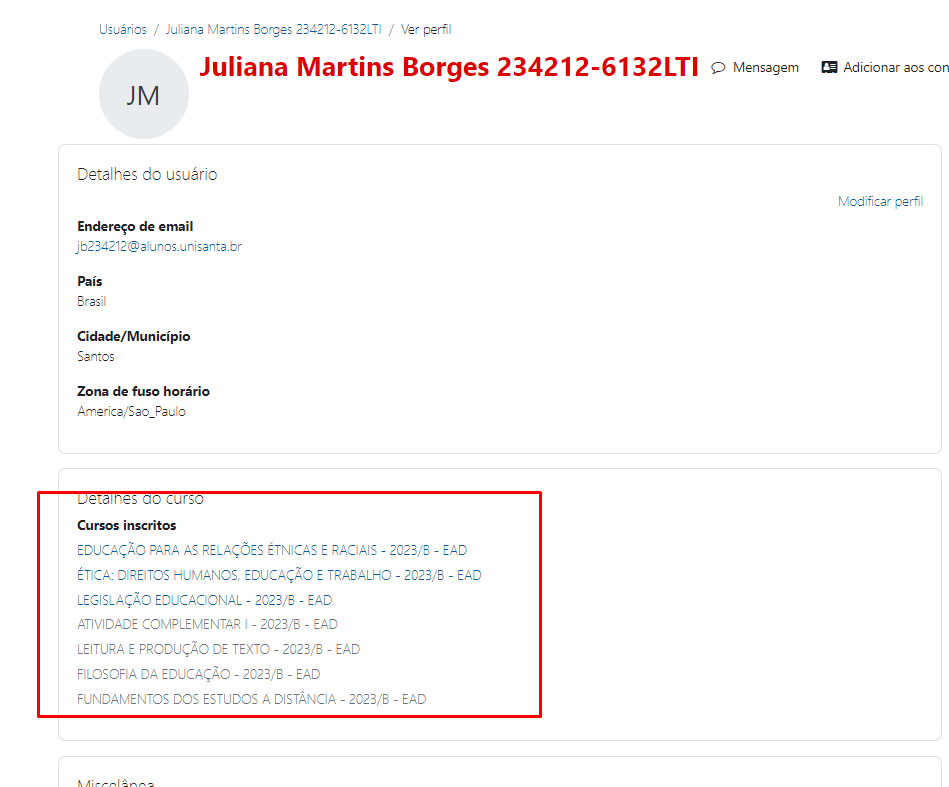 Usuários / Juliana Martins Borges 234212-6132LTI / Ver perfil
JM
Juliana Martins Borges 234212-6132LTI
Mensagem
Adicionar aos con
Detalhes do usuário
Modificar perfil
Endereço de email
jb234212@alunos.unisanta.br
País
Brasil
Cidade/Município
Santos
Zona de fuso horário
America/Sao_Paulo
Detalhes do curso
Cursos inscritos
EDUCAÇÃO PARA AS RELAÇÕES ÉTNICAS E RACIAIS - 2023/B - EAD
ÉTICA: DIREITOS HUMANOS, EDUCAÇÃO E TRABALHO - 2023/B - EAD
LEGISLAÇÃO EDUCACIONAL - 2023/B - EAD
ATIVIDADE COMPLEMENTAR I - 2023/B - EAD
LEITURA E PRODUÇÃO DE TEXTO - 2023/B - EAD
FILOSOFIA DA EDUCAÇÃO - 2023/B - EAD
FUNDAMENTOS DOS ESTUDOS A DISTÂNCIA - 2023/B - EAD
Miscelânea